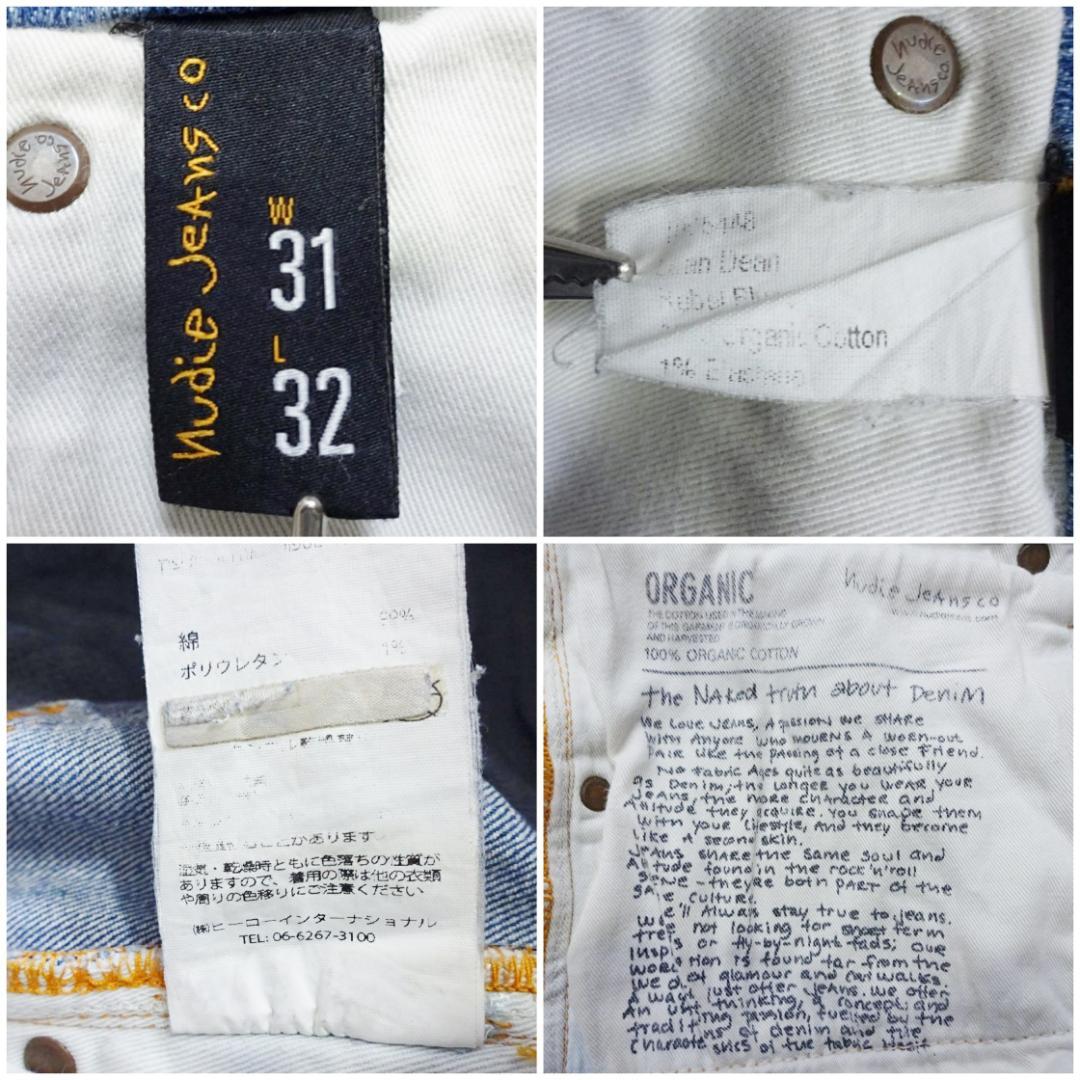 Nudie Jeans co
W
31
L
32
Nudie
Jeans co
Nudie
Jeans co
Dean
Organic Cotton
1% Elastane
綿
ポリウレタン
1%
ことがあります
湿気・乾燥時ともに色落ちの性質が
ありますので、着用の際は他の衣類
や周りの色移りにご注意ください
㈱ヒーローインターナショナル
TEL: 06-6267-3100
ORGANIC
Nudie Jeans co
THE COTTON USED IN THE MAKING
OF THIS GARMENT IS ORGANICALLY GROWN
AND HARVESTED
100% ORGANIC COTTON
The Naked truth about Denim
We Love Jeans, A passion we share
with Anyone who mourns A worn-out
pair like the passing of a close friend.
No fabric Ages quite as beautifully
as Denim, the longer you wear your
Jeans, the more character and
Attitude they acquire. You shape them
with your lifestyle, And they become
like A second skin.
Jeans share the same soul and
Attitude found in the rock'n'roll
they're both part of the
culture.
We'll Always stay true to jeans.
not looking for short term
or fly-by-night fads; our
is found far from the
of glamour and catwalks.
We just offer jeans. We offer
A way thinking, a concept and
An passion, fuelled by the
traditions of denim and the
characteristics of the fabric itself.